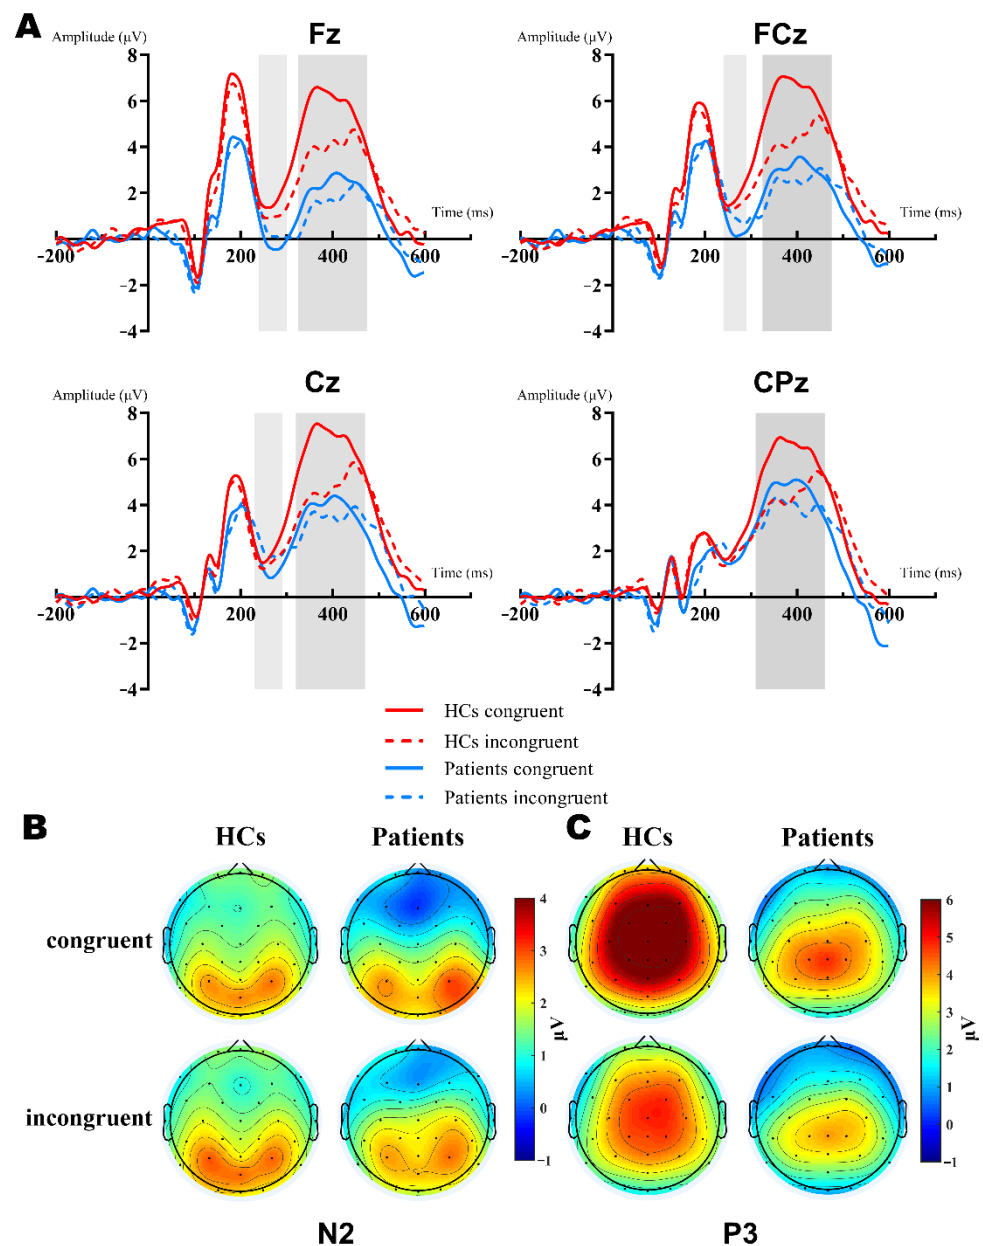 A
Fz
FCz
Amplitude (μV)
Amplitude (μV)
8
6
4
2
Time (ms)
-200
200
400
600
−2
−4
8
6
4
2
Time (ms)
-200
200
400
600
−2
−4
Cz
CPz
Amplitude (μV)
Amplitude (μV)
8
6
4
2
Time (ms)
-200
200
400
600
−2
−4
8
6
4
2
Time (ms)
-200
200
400
600
−2
−4
HCs congruent
HCs incongruent
Patients congruent
Patients incongruent
B
HCs
Patients
C
HCs
Patients
congruent
incongruent
4
3
2
1
0
−1
μV
6
5
4
3
2
1
0
−1
μV
N2
P3